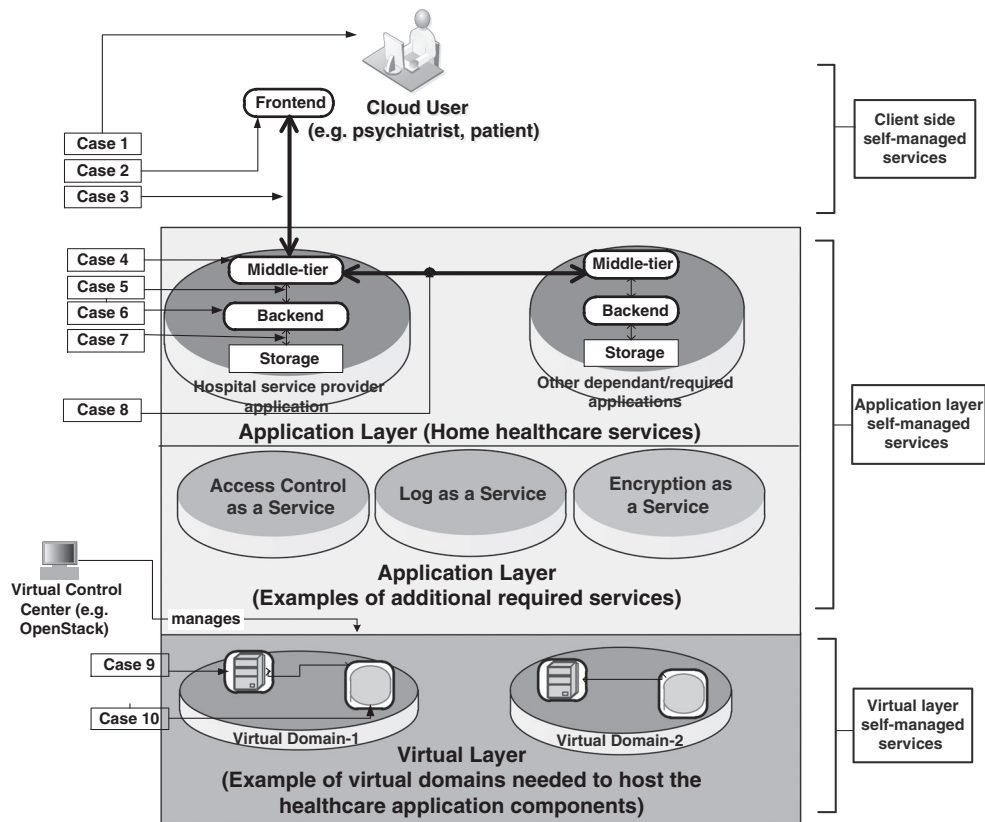 Cloud User
(e.g. psychiatrist, patient)
Frontend
Case 1
Case 2
Case 3
Client side
self-managed
services
Case 4
Case 5
Case 6
Case 7
Case 8
Middle-tier
Backend
Storage
Hospital service provider
application
Middle-tier
Backend
Storage
Other dependant/required
applications
Application Layer (Home healthcare services)
Application layer
self-managed
services
Access Control
as a Service
Log as a Service
Encryption as
a Service
Application Layer
(Examples of additional required services)
Virtual Control
Center (e.g.
OpenStack)
manages
Case 9
Case 10
Virtual Domain-1
Virtual Domain-2
Virtual Layer
(Example of virtual domains needed to host the
healthcare application components)
Virtual layer
self-managed
services